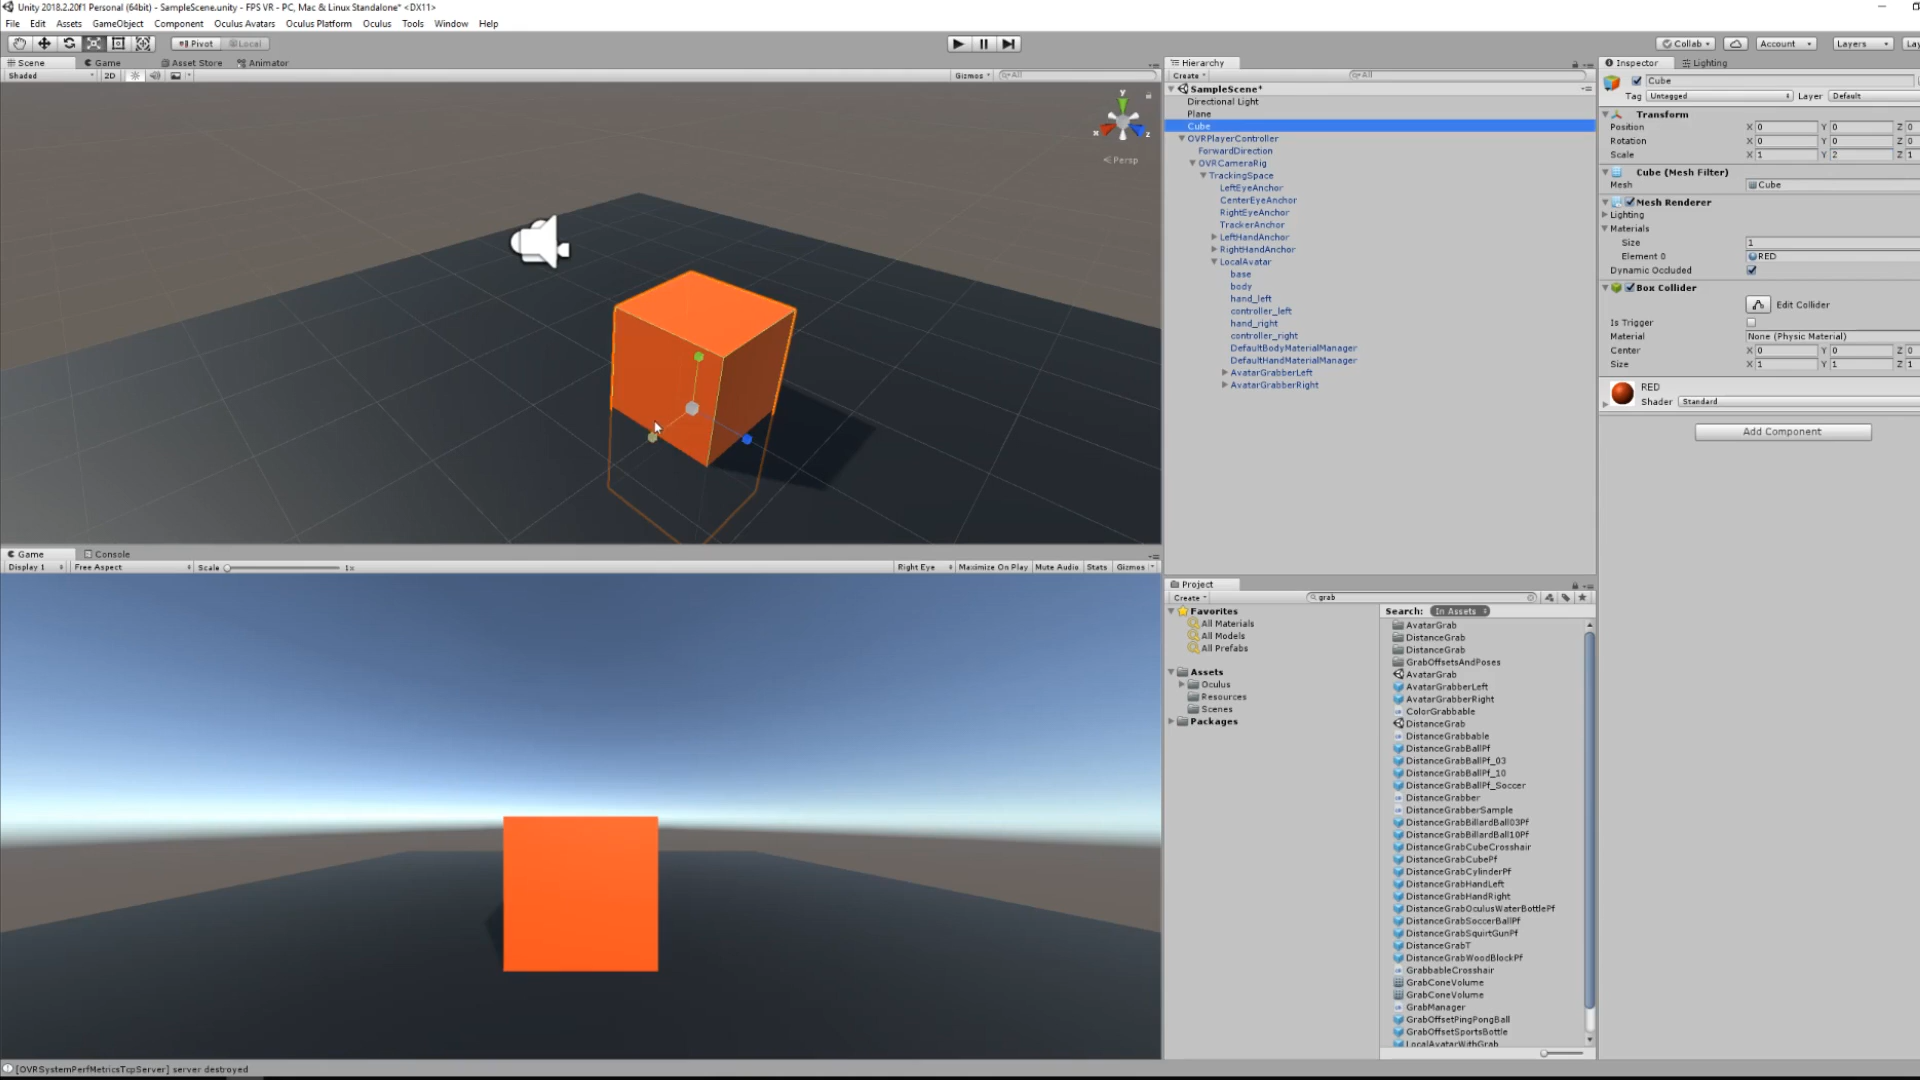 Unity 2018.2.20f1 Personal (64bit) - SampleScene.unity - FPS VR - PC, Mac & Linux Standalone* <DX11>
File Edit Assets GameObject Component Oculus Avatars Oculus Platform Oculus Tools Window Help
Pivot Local Collab Account Layers Lay
Scene Game Asset Store Animator
Shaded 2D Gizmos All
y x z
Persp
Hierarchy
Create All
SampleScene*
Directional Light
Plane
Cube
OVRPlayerController
ForwardDirection
OVRCameraRig
TrackingSpace
LeftEyeAnchor
CenterEyeAnchor
RightEyeAnchor
TrackerAnchor
LeftHandAnchor
RightHandAnchor
LocalAvatar
base
body
hand_left
controller_left
hand_right
controller_right
DefaultBodyMaterialManager
DefaultHandMaterialManager
AvatarGrabberLeft
AvatarGrabberRight
Inspector Lighting
Cube
Tag Untagged Layer Default
Transform
Position X 0 Y 0 Z 0
Rotation X 0 Y 0 Z 0
Scale X 1 Y 2 Z 1
Cube (Mesh Filter)
Mesh Cube
Mesh Renderer
Lighting
Materials
Size 1
Element 0 RED
Dynamic Occluded
Box Collider
Edit Collider
Is Trigger
Material None (Physic Material)
Center X 0 Y 0 Z 0
Size X 1 Y 1 Z 1
RED
Shader Standard
Add Component
Game Console
Display 1 Free Aspect Scale 1x Right Eye Maximize On Play Mute Audio Stats Gizmos
Project
Create grab
Favorites
All Materials
All Models
All Prefabs
Assets
Oculus
Resources
Scenes
Packages
Search: In Assets
AvatarGrab
DistanceGrab
DistanceGrab
GrabOffsetsAndPoses
AvatarGrab
AvatarGrabberLeft
AvatarGrabberRight
ColorGrabbable
DistanceGrab
DistanceGrabbable
DistanceGrabBallPf
DistanceGrabBallPf_03
DistanceGrabBallPf_10
DistanceGrabBallPf_Soccer
DistanceGrabber
DistanceGrabberSample
DistanceGrabBillardBall03Pf
DistanceGrabBillardBall10Pf
DistanceGrabCubeCrosshair
DistanceGrabCubePf
DistanceGrabCylinderPf
DistanceGrabHandLeft
DistanceGrabHandRight
DistanceGrabOculusWaterBottlePf
DistanceGrabSoccerBallPf
DistanceGrabSquirtGunPf
DistanceGrabT
DistanceGrabWoodBlockPf
GrabbableCrosshair
GrabConeVolume
GrabConeVolume
GrabManager
GrabOffsetPingPongBall
GrabOffsetSportsBottle
LocalAvatarWithGrab
[OVRSystemPerfMetricsTcpServer] server destroyed